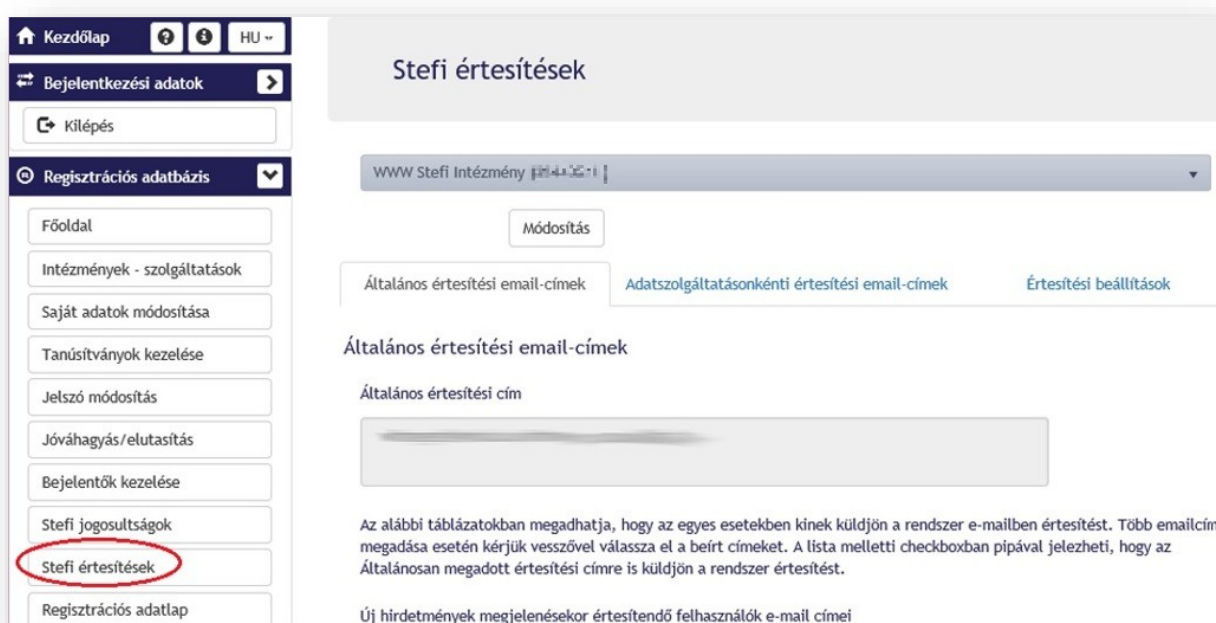 Kezdőlap
HU
Bejelentkezési adatok
Kilépés
Regisztrációs adatbázis
Főoldal
Intézmények - szolgáltatások
Saját adatok módosítása
Tanúsítványok kezelése
Jelszó módosítás
Jóváhagyás/elutasítás
Bejelentők kezelése
Stefi jogosultságok
Stefi értesítések
Regisztrációs adatlap
Stefi értesítések
WWW Stefi Intézmény
Módosítás
Általános értesítési email-címek
Adatszolgáltatásonkénti értesítési email-címek
Értesítési beállítások
Általános értesítési email-címek
Általános értesítési cím
Az alábbi táblázatokban megadhatja, hogy az egyes esetekben kinek küldjön a rendszer e-mailben értesítést. Több emailcím
megadása esetén kérjük vesszővel válassza el a beírt címeket. A lista melletti checkboxban pipával jelezheti, hogy az
Általánosan megadott értesítési címre is küldjön a rendszer értesítést.
Új hirdetmények megjelenésekor értesítendő felhasználók e-mail címei